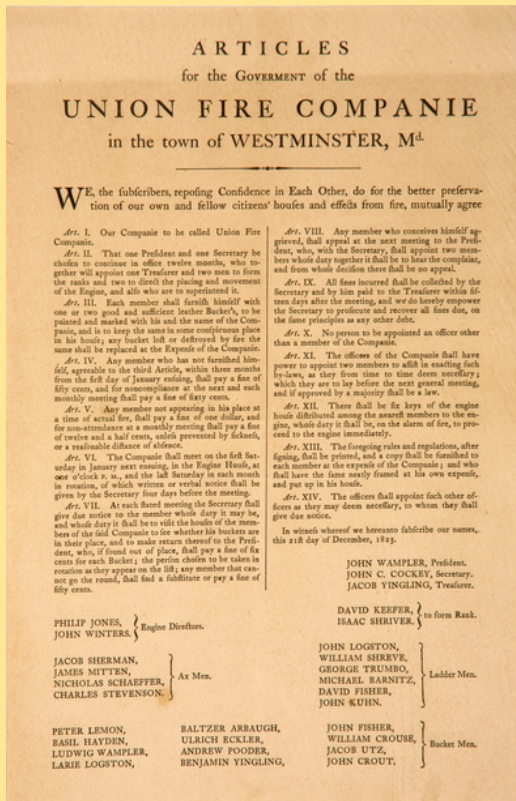 ARTICLES
for the GOVERMENT of the
UNION FIRE COMPANIE
in the town of WESTMINSTER, Md.
WE, the ſubſcribers, repoſing Confidence in Each Other, do for the better preſerva-
tion of our own and fellow citizens' houſes and effects from fire, mutually agree
Art. I. Our Companie to be called Union Fire
Companie.
Art. II. That one Preſident and one Secretary be
choſen to continue in office twelve months, who to-
gether will appoint one Treaſurer and two men to form
the ranks and two to direct the placing and movement
of the Engine, and alſo who are to superintend it.
Art. III. Each member ſhall furniſh himſelf with
one or two good and ſufficient leather Bucket's, to be
painted and marked with his and the name of the Com-
panie, and is to keep the ſame in ſome conſpicuous place
in his houſe; any bucket loſt or deſtroyed by fire the
ſame ſhall be replaced at the Expenſe of the Companie.
Art. IV. Any member who has not furniſhed him-
ſelf, agreeable to the third Article, within three months
from the firſt day of January enſuing, ſhall pay a fine of
fifty cents, and for noncompliance at the next and each
monthly meeting ſhall pay a fine of ſixty cents.
Art. V. Any member not appearing in his place at
a time of actual fire, ſhall pay a fine of one dollar, and
for non-attendance at a monthly meeting ſhall pay a fine
of twelve and a half cents, unleſs prevented by ſickneſs,
or a reaſonable diſtance of abſence.
Art. VI. The Companie ſhall meet on the firſt Sat-
urday in January next ensuing, in the Engine Houſe, at
one o'clock P. M., and the laſt Saturday in each month
in rotation, of which written or verbal notice ſhall be
given by the Secretary four days before the meeting.
Art. VII. At each ſtated meeting the Secretary ſhall
give due notice to the member whoſe duty it may be,
and whoſe duty it ſhall be to viſit the houſes of the mem-
bers of the ſaid Companie to ſee whether his buckets are
in their place, and to make return thereof to the Preſi-
dent, who, if found out of place, ſhall pay a fine of ſix
cents for each Bucket; the perſon choſen to be taken in
rotation as they appear on the liſt; any member that can-
not go the round, ſhall find a ſubſtitute or pay a fine of
fifty cents.
Art. VIII. Any member who conceives himſelf ag-
grieved, ſhall appeal at the next meeting to the Preſi-
dent, who, with the Secretary, ſhall appoint two mem-
bers whoſe duty together it ſhall be to hear the complaint,
and from whoſe deciſion there ſhall be no appeal.
Art. IX. All fines incurred ſhall be collected by the
Secretary and by him paid to the Treaſurer within fif-
teen days after the meeting, and we do hereby empower
the Secretary to proſecute and recover all fines due, on
the ſame principles as any other debt.
Art. X. No perſon to be appointed an officer other
than a member of the Companie.
Art. XI. The officers of the Companie ſhall have
power to appoint two members to aſſiſt in enacting ſuch
by-laws, as they from time to time deem neceſſary;
which they are to lay before the next general meeting,
and if approved by a majority ſhall be a law.
Art. XII. There ſhall be ſix keys of the engine
houſe diſtributed among the neareſt members to the en-
gine, whoſe duty it ſhall be, on the alarm of fire, to pro-
ceed to the engine immediately.
Art. XIII. The foregoing rules and regulations, after
ſigning, ſhall be printed, and a copy ſhall be furniſhed to
each member at the expenſe of the Companie; and who
ſhall have the ſame neatly framed at his own expenſe,
and put up in his houſe.
Art. XIV. The officers ſhall appoint ſuch other of-
ficers as they may deem neceſſary, to whom they ſhall
give due notice.
In witneſs whereof we hereunto ſubſcribe our names,
this 21ſt day of December, 1823.
JOHN WAMPLER, Preſident.
JOHN C. COCKEY, Secretary.
JACOB YINGLING, Treaſurer.
PHILIP JONES,
JOHN WINTERS. } Engine Directors.
DAVID KEEFER,
ISAAC SHRIVER. } to form Rank.
JACOB SHERMAN,
JAMES MITTEN,
NICHOLAS SCHAEFFER,
CHARLES STEVENSON. } Ax Men.
JOHN LOGSTON,
WILLIAM SHREVE,
GEORGE TRUMBO,
MICHAEL BARNITZ,
DAVID FISHER,
JOHN KUHN. } Ladder Men.
PETER LEMON,
BASIL HAYDEN,
LUDWIG WAMPLER,
LARIE LOGSTON,
BALTZER ARBAUGH,
ULRICH ECKLER,
ANDREW POODER,
BENJAMIN YINGLING,
JOHN FISHER,
WILLIAM CROUSE,
JACOB UTZ,
JOHN CROUT. } Bucket Men.